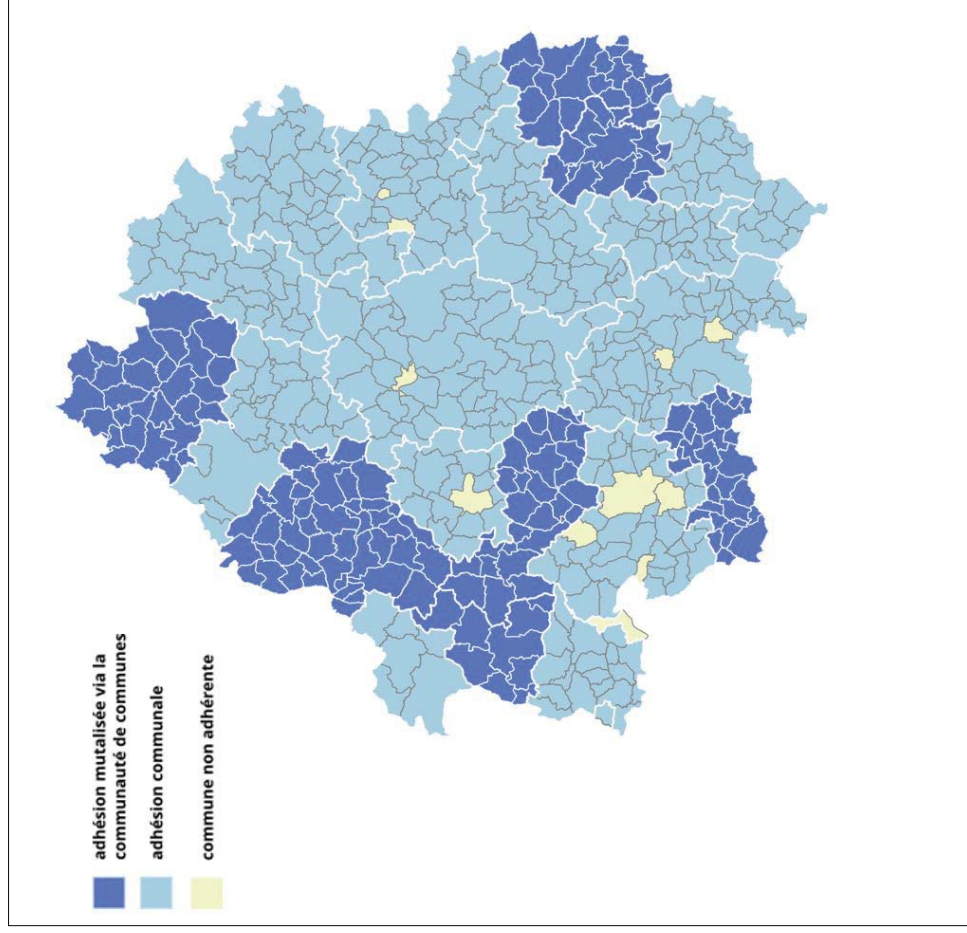 adhésion mutalisée via la
communauté de communes
adhésion communale
commune non adhérente